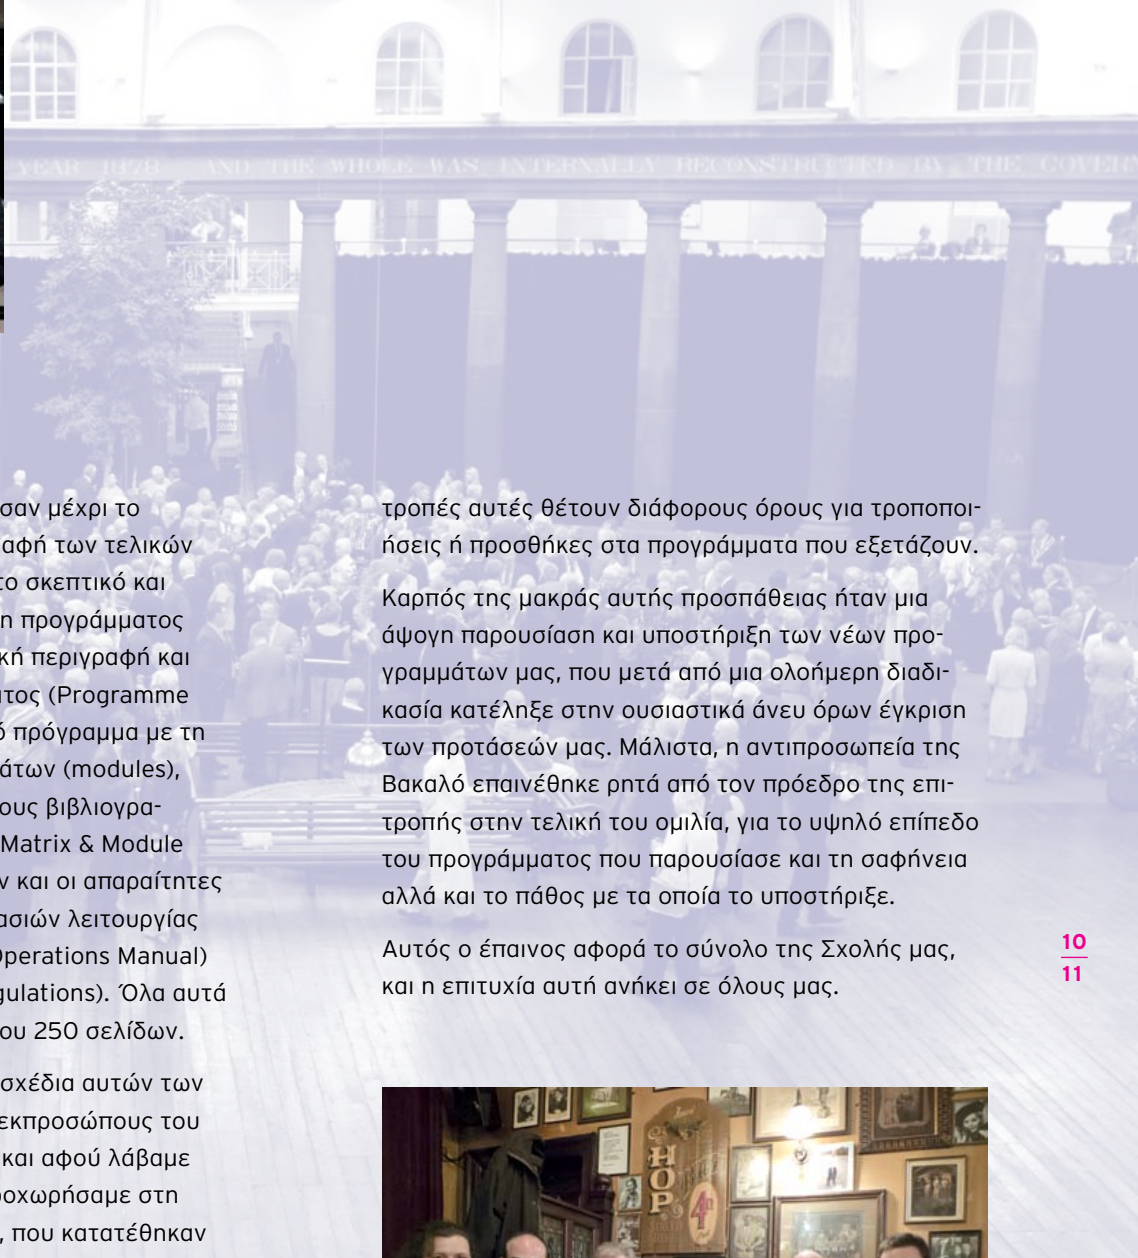 YEAR 1878 AND THE WHOLE WAS INTERNALLY RECONSTRUCTED BY THE
σαν μέχρι το
αφή των τελικών
το σκεπτικό και
η προγράμματος
κή περιγραφή και
ατος (Programme
ό πρόγραμμα με τη
άτων (modules),
ους βιβλιογρα-
Matrix & Module
ν και οι απαραίτητες
ασιών λειτουργίας
Operations Manual)
gulations). Όλα αυτά
ου 250 σελίδων.
σχέδια αυτών των
εκπροσώπους του
και αφού λάβαμε
ροχωρήσαμε στη
, που κατατέθηκαν
τροπές αυτές θέτουν διάφορους όρους για τροποποι-
ήσεις ή προσθήκες στα προγράμματα που εξετάζουν.
Καρπός της μακράς αυτής προσπάθειας ήταν μια
άψογη παρουσίαση και υποστήριξη των νέων προ-
γραμμάτων μας, που μετά από μια ολοήμερη διαδι-
κασία κατέληξε στην ουσιαστικά άνευ όρων έγκριση
των προτάσεών μας. Μάλιστα, η αντιπροσωπεία της
Βακαλό επαινέθηκε ρητά από τον πρόεδρο της επι-
τροπής στην τελική του ομιλία, για το υψηλό επίπεδο
του προγράμματος που παρουσίασε και τη σαφήνεια
αλλά και το πάθος με τα οποία το υποστήριξε.
Αυτός ο έπαινος αφορά το σύνολο της Σχολής μας,
και η επιτυχία αυτή ανήκει σε όλους μας.
10
11
HOP